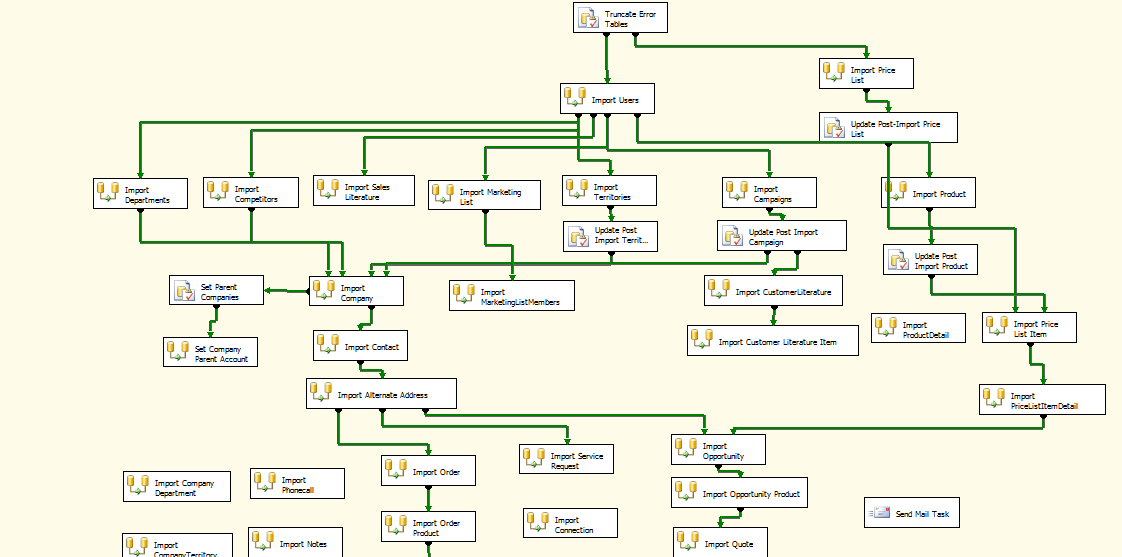 Truncate Error
Tables
Import Price
List
Import Users
Update Post-Import Price
List
Import
Departments
Import
Competitors
Import Sales
Literature
Import Marketing
List
Import
Territories
Import
Campaigns
Import Product
Update Post
Import Territ...
Update Post Import
Campaign
Update Post
Import Product
Set Parent
Companies
Import
Company
Import
MarketingListMembers
Import CustomerLiterature
Import Customer Literature Item
Import
ProductDetail
Import Price
List Item
Set Company
Parent Account
Import Contact
Import Alternate Address
Import
PriceListItemDetail
Import Service
Request
Import
Opportunity
Import Company
Department
Import
Phonecall
Import Order
Import Opportunity Product
Send Mail Task
Import Order
Product
Import
Connection
Import
CompanyTerritory
Import Notes
Import Quote